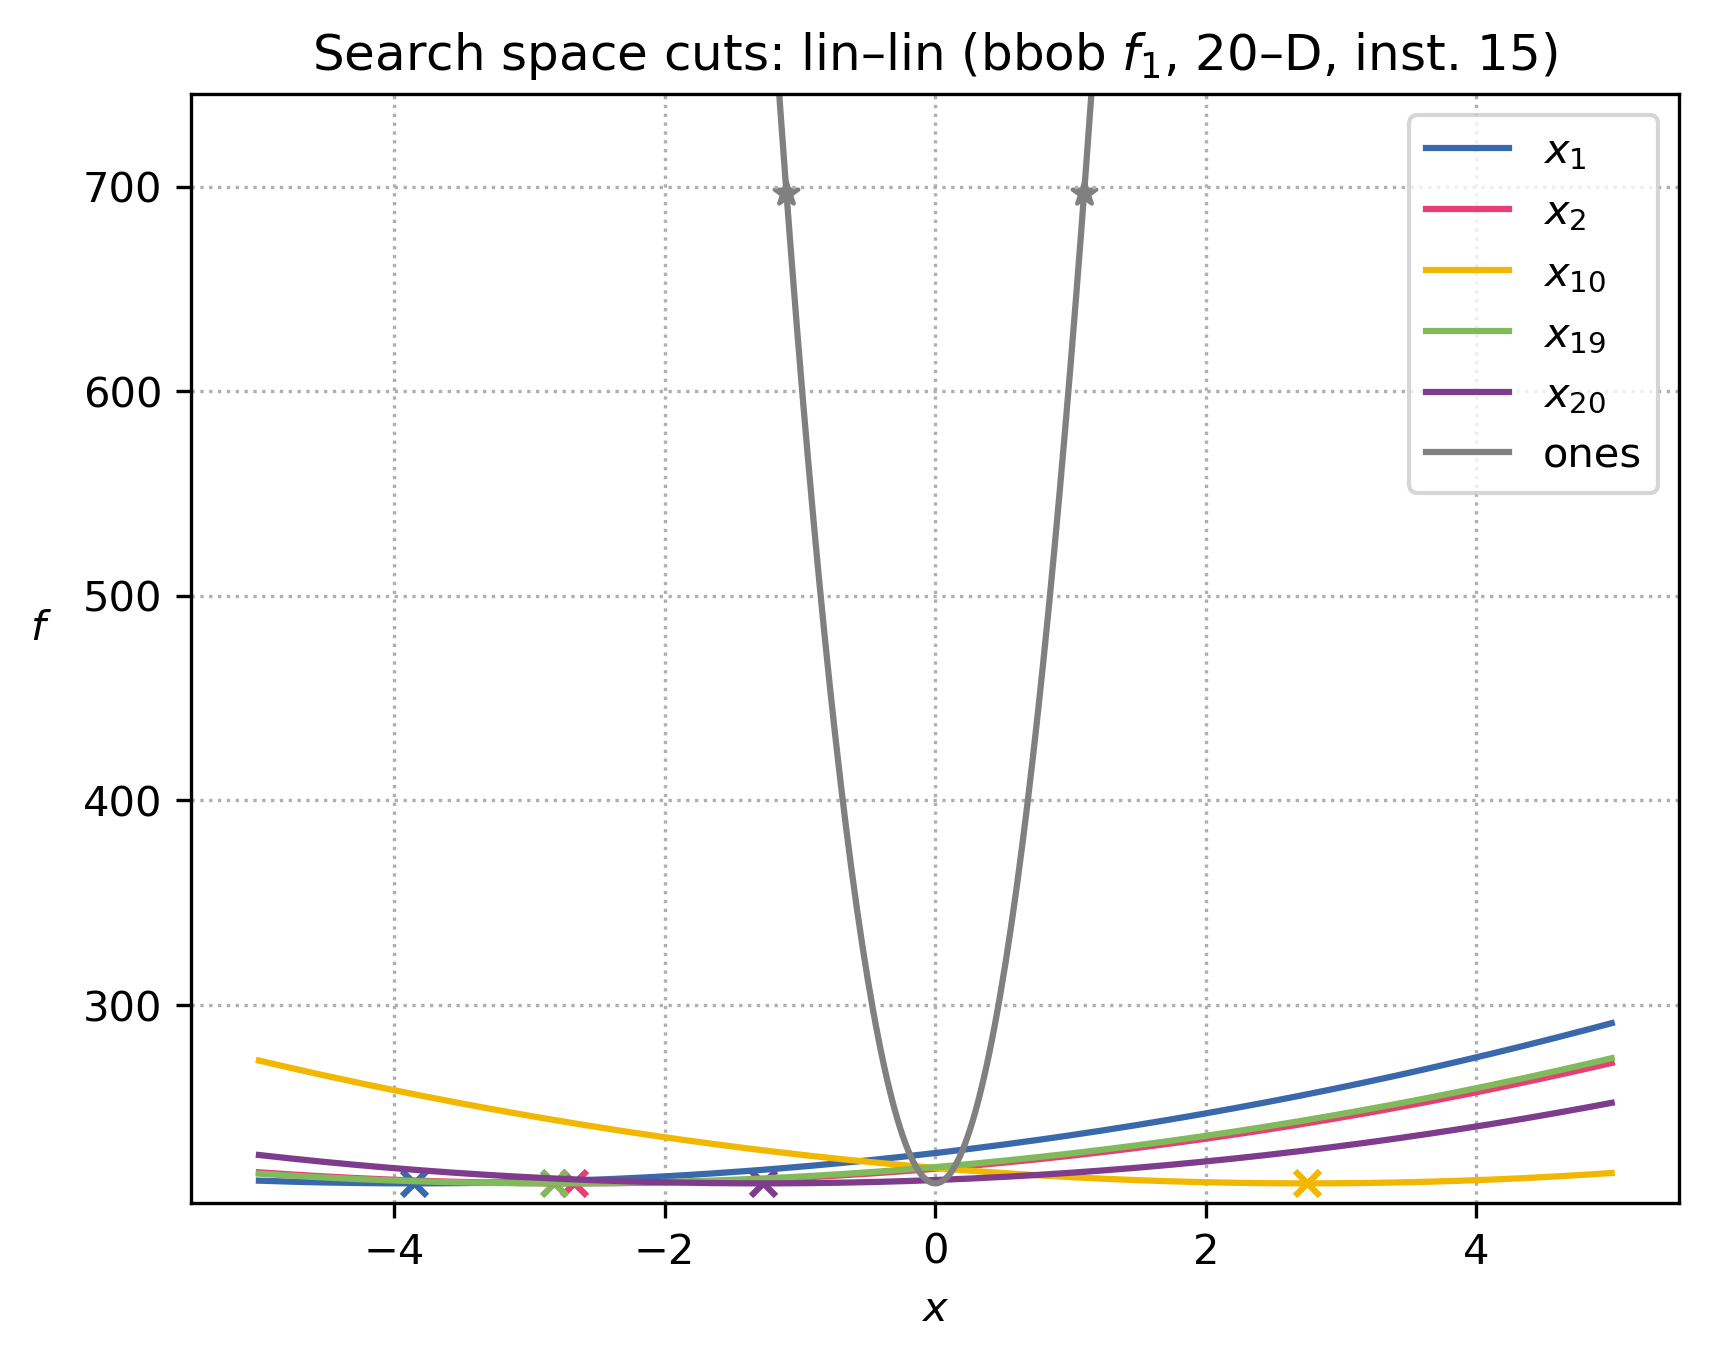 Search space cuts: lin–lin (bbob f₁, 20–D, inst. 15)
x₁
x₂
x₁₀
x₁₉
x₂₀
ones
700
600
500
400
300
f
−4 −2 0 2 4
x